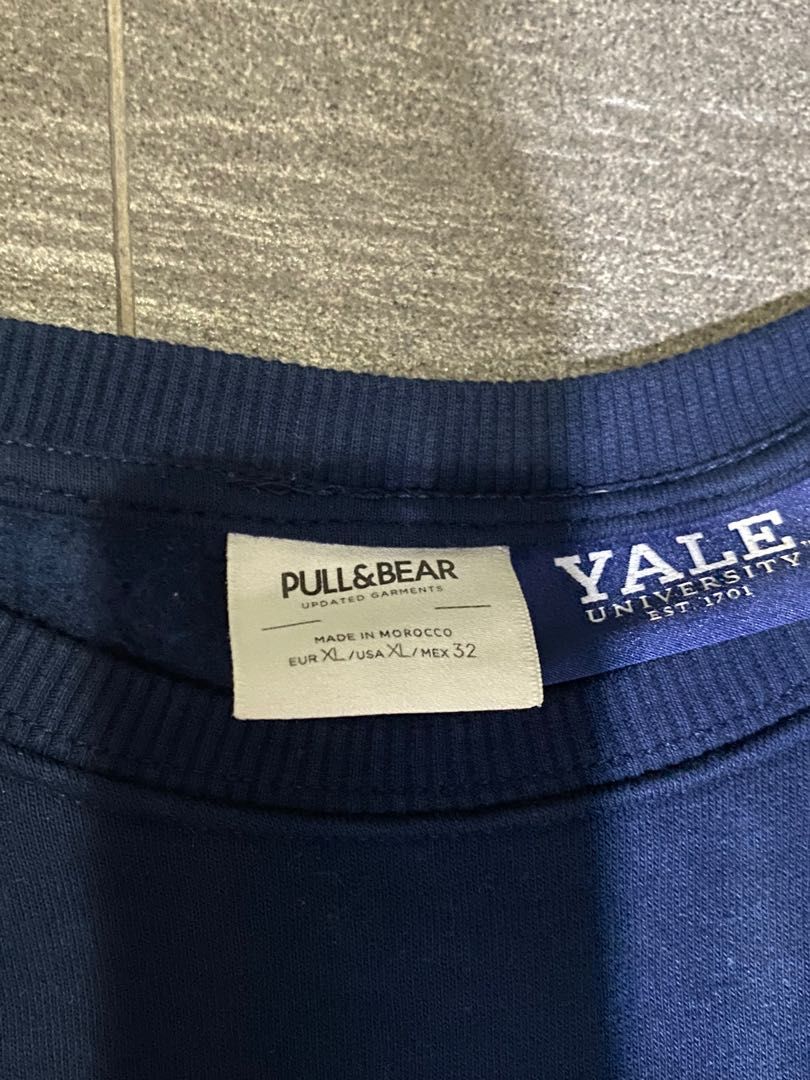 PULL&BEAR
UPDATED GARMENTS
MADE IN MOROCCO
EUR XL/USA XL/MEX 32
YALE
UNIVERSITY
EST. 1701